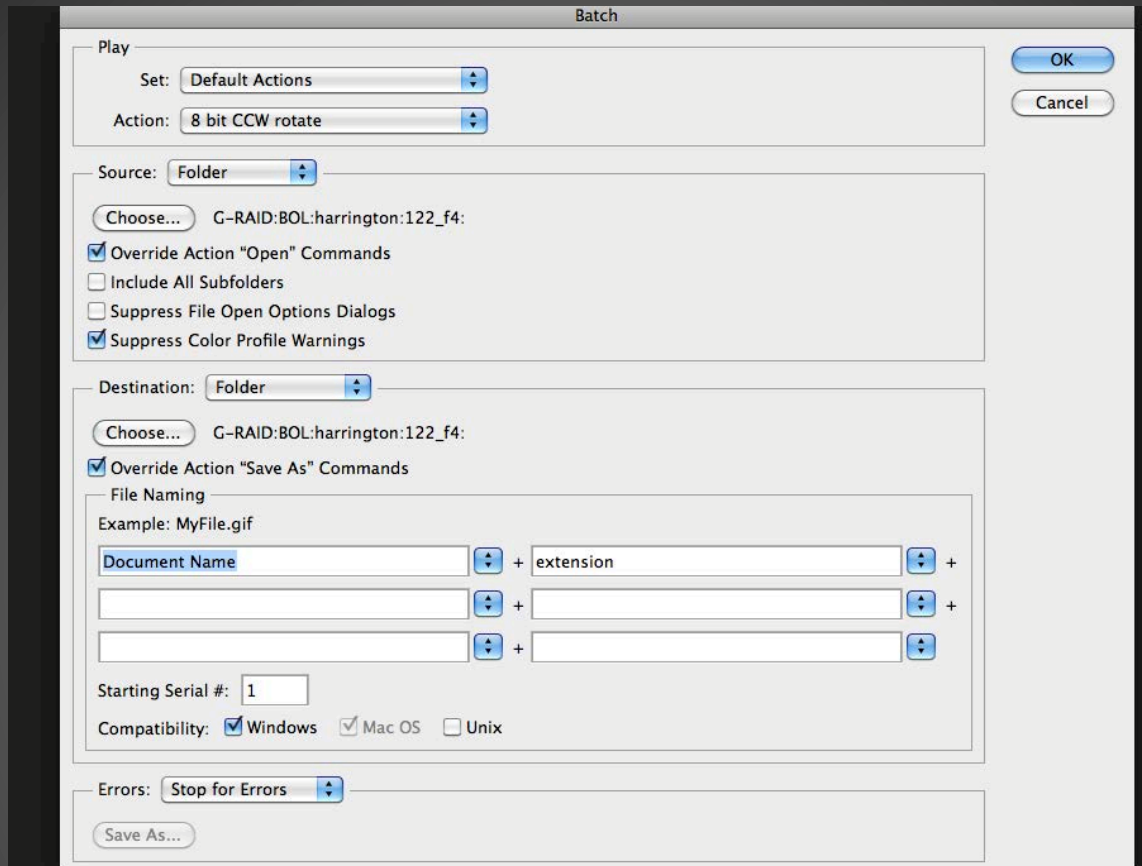 Batch
Play
Set: Default Actions
Action: 8 bit CCW rotate
OK
Cancel
Source: Folder
Choose... G-RAID:BOL:harrington:122_f4:
Override Action “Open” Commands
Include All Subfolders
Suppress File Open Options Dialogs
Suppress Color Profile Warnings
Destination: Folder
Choose... G-RAID:BOL:harrington:122_f4:
Override Action “Save As” Commands
File Naming
Example: MyFile.gif
Document Name + extension +
+ +
+
Starting Serial #: 1
Compatibility: Windows Mac OS Unix
Errors: Stop for Errors
Save As...